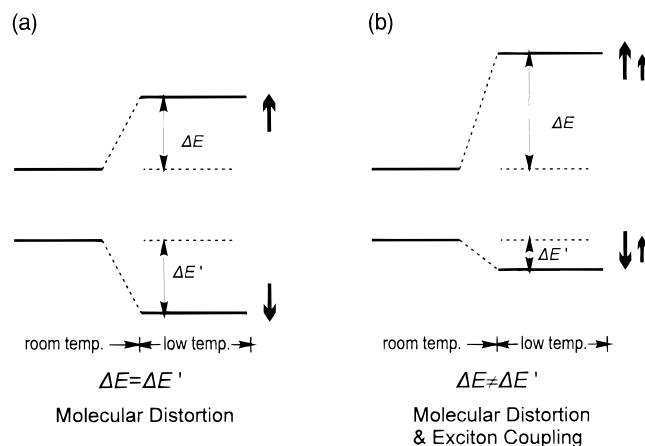 (a)
ΔE
ΔE'
room temp.
low temp.
ΔE=ΔE'
Molecular Distortion
(b)
ΔE
ΔE'
room temp.
low temp.
ΔE≠ΔE'
Molecular Distortion
& Exciton Coupling